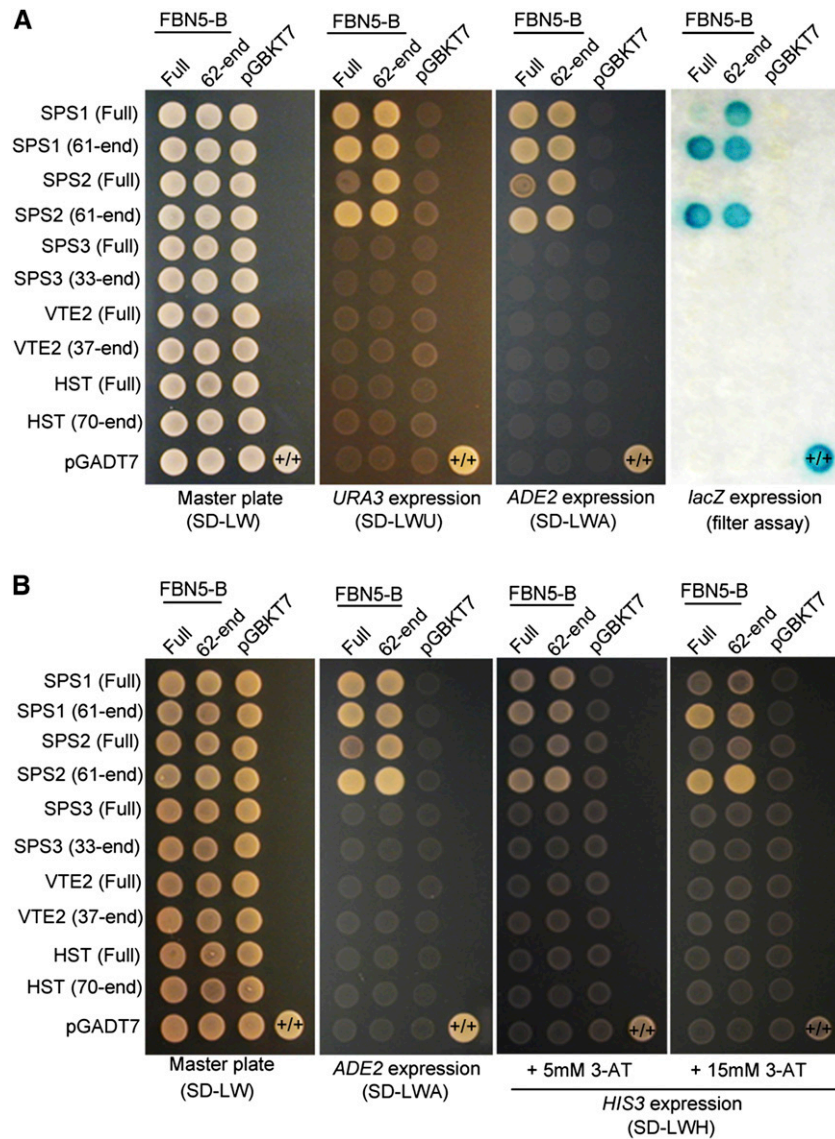 A
FBN5-B
FBN5-B
FBN5-B
FBN5-B
Full 62-end pGBKT7
Full 62-end pGBKT7
Full 62-end pGBKT7
Full 62-end pGBKT7
SPS1 (Full)
SPS1 (61-end)
SPS2 (Full)
SPS2 (61-end)
SPS3 (Full)
SPS3 (33-end)
VTE2 (Full)
VTE2 (37-end)
HST (Full)
HST (70-end)
pGADT7
+/+
+/+
+/+
+/+
Master plate
(SD-LW)
URA3 expression
(SD-LWU)
ADE2 expression
(SD-LWA)
lacZ expression
(filter assay)
B
FBN5-B
FBN5-B
FBN5-B
FBN5-B
Full 62-end pGBKT7
Full 62-end pGBKT7
Full 62-end pGBKT7
Full 62-end pGBKT7
SPS1 (Full)
SPS1 (61-end)
SPS2 (Full)
SPS2 (61-end)
SPS3 (Full)
SPS3 (33-end)
VTE2 (Full)
VTE2 (37-end)
HST (Full)
HST (70-end)
pGADT7
+/+
+/+
+/+
+/+
Master plate
(SD-LW)
ADE2 expression
(SD-LWA)
+ 5mM 3-AT
+ 15mM 3-AT
HIS3 expression
(SD-LWH)